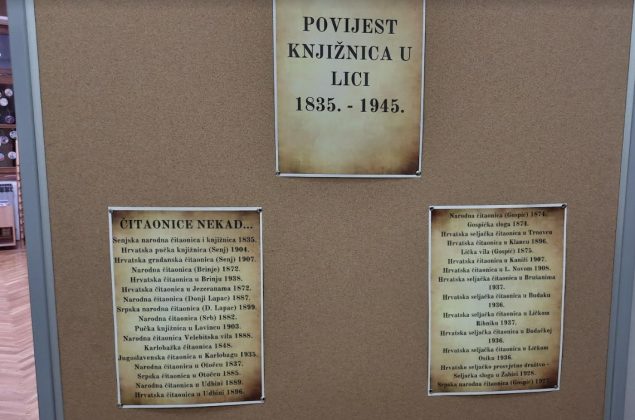 POVIJEST
KNJIŽNICA U
LICI
1835. - 1945.
ČITAONICE NEKAD...
Senjska narodna čitaonica i knjižnica 1835.
Hrvatska pučka knjižnica (Senj) 1904.
Hrvatska građanska čitaonica (Senj) 1907.
Narodna čitaonica (Brinje) 1872.
Hrvatska čitaonica u Brinju 1938.
Hrvatska čitaonica u Jezeranama 1872.
Narodna čitaonica (Donji Lapac) 1887.
Srpska narodna čitaonica (D. Lapac) 1899.
Narodna čitaonica (Srb) 1882.
Pučka knjižnica u Lovincu 1903.
Narodna čitaonica Velebitska vila 1888.
Karlobažka čitaonica 1848.
Jugoslavenska čitaonica u Karlobagu 1935.
Narodna čitaonica u Otočcu 1837.
Srpska čitaonica u Otočcu 1885.
Narodna čitaonica u Udbini 1889.
Hrvatska čitaonica u Udbini 1896.
Narodna čitaonica (Gospić) 1874.
Gospićka sloga 1874.
Hrvatska seljačka čitaonica u Trnovcu
Hrvatska čitaonica u Klancu 1896.
Lička vila (Gospić) 1875.
Hrvatska čitaonica u Kaniži 1907.
Hrvatska čitaonica u L. Novom 1908.
Hrvatska seljačka čitaonica u Brušanima
1937.
Hrvatska seljačka čitaonica u Budaku
1936.
Hrvatska seljačka čitaonica u Ličkom
Ribniku 1937.
Hrvatska seljačka čitaonica u
1936.
Hrvatska seljačka čitaonica u Ličkom
Osiku 1936.
Hrvatsko seljačko prosvjetno društvo -
Seljačka sloga u Žabici 1928.
Srpska narodna čitaonica (Gospić)